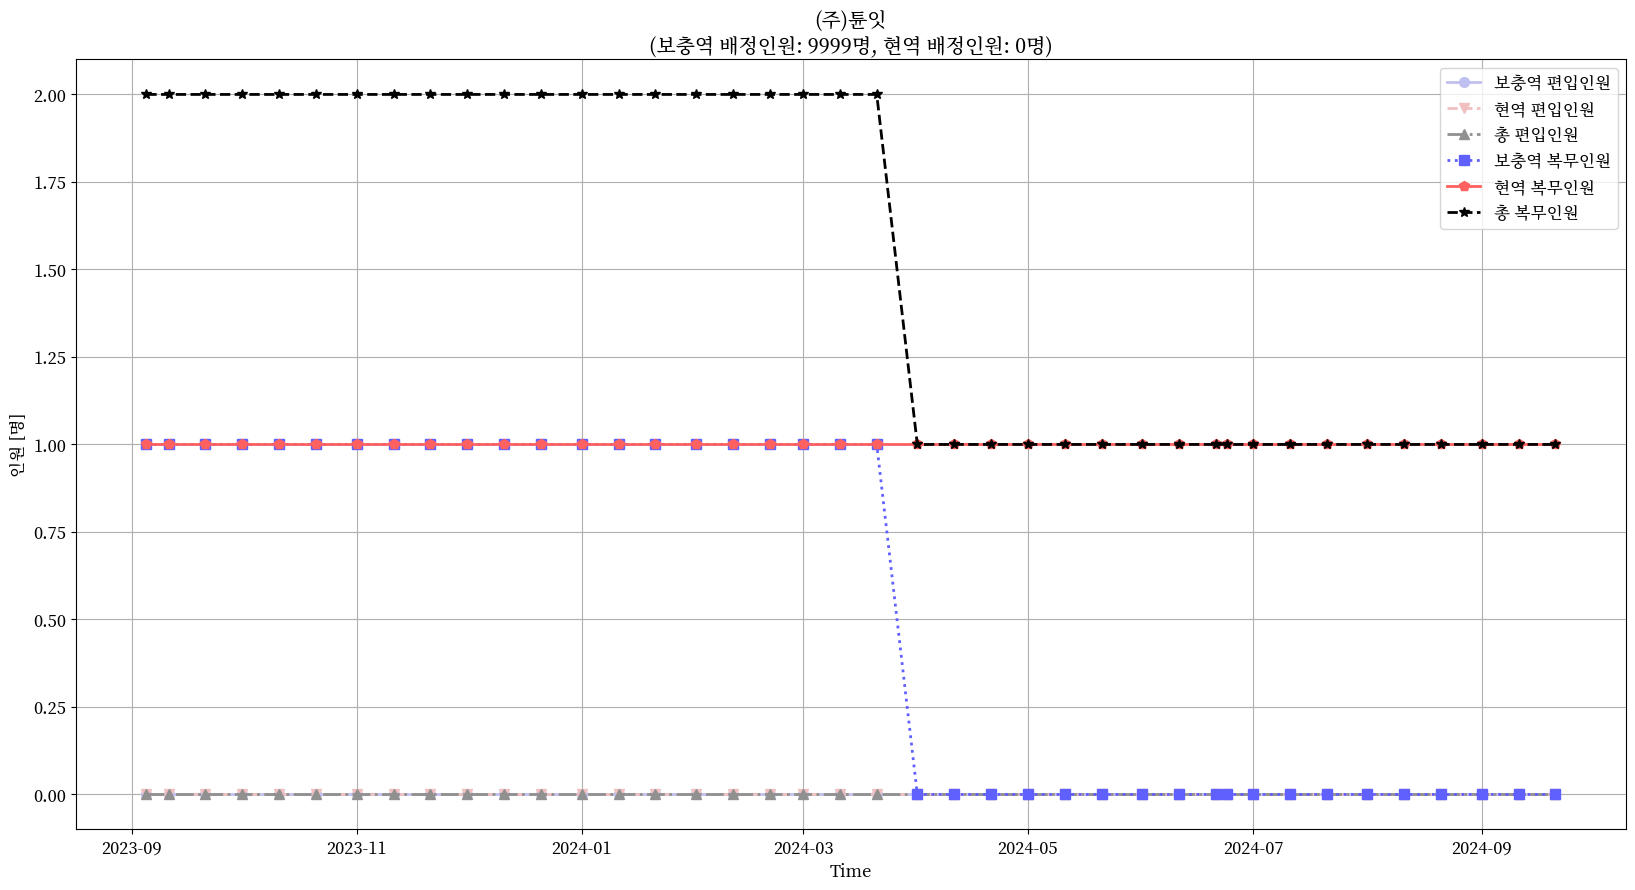 (주)튠잇
(보충역 배정인원: 9999명, 현역 배정인원: 0명)
보충역 편입인원
현역 편입인원
총 편입인원
보충역 복무인원
현역 복무인원
총 복무인원
2.00
1.75
1.50
1.25
1.00
0.75
0.50
0.25
0.00
인원 [명]
2023-09
2023-11
2024-01
2024-03
2024-05
2024-07
2024-09
Time